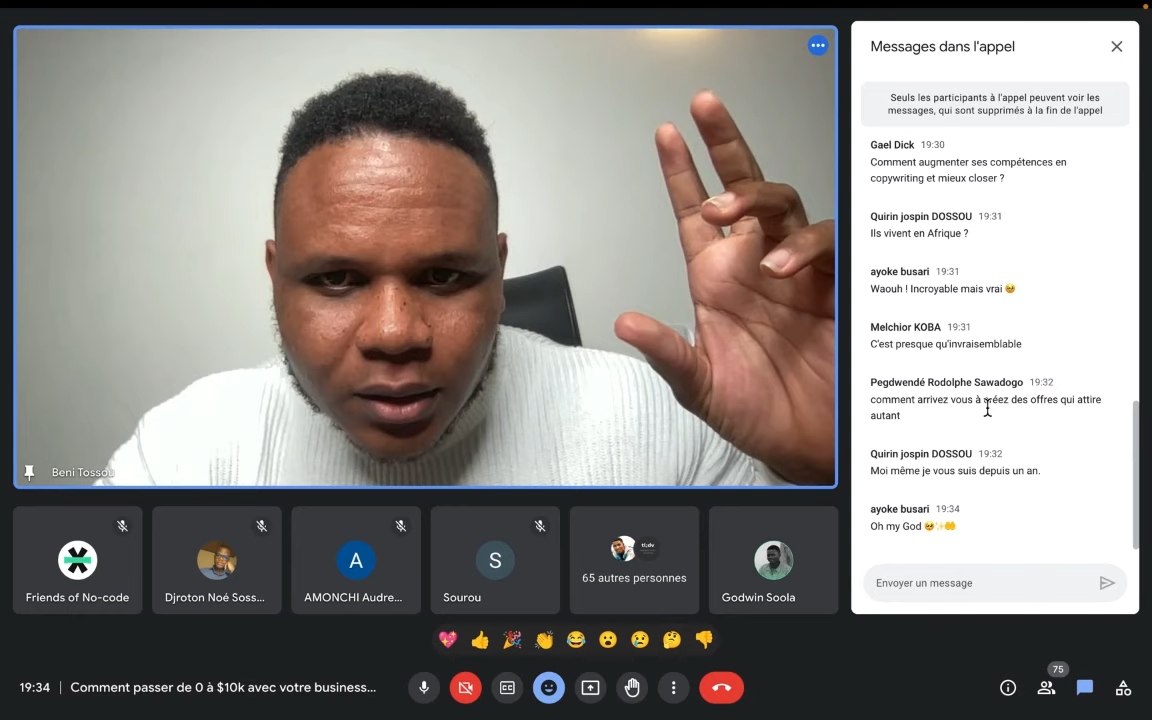 Messages dans l'appel
Seuls les participants à l'appel peuvent voir les
messages, qui sont supprimés à la fin de l'appel
Gael Dick 19:30
Comment augmenter ses compétences en
copywriting et mieux closer ?
Quirin jospin DOSSOU 19:31
Ils vivent en Afrique ?
ayoke busari 19:31
Waouh ! Incroyable mais vrai 🥹
Melchior KOBA 19:31
C'est presque qu'invraisemblable
Pegdwendé Rodolphe Sawadogo 19:32
comment arrivez vous à créez des offres qui attire
autant
Quirin jospin DOSSOU 19:32
Moi même je vous suis depuis un an.
ayoke busari 19:34
Oh my God 🥹✨🤲
Envoyer un message
Beni Tossou
Friends of No-code
Djroton Noé Soss...
A
AMONCHI Audre...
S
Sourou
65 autres personnes
Godwin Soola
19:34 | Comment passer de 0 à $10k avec votre business...
75